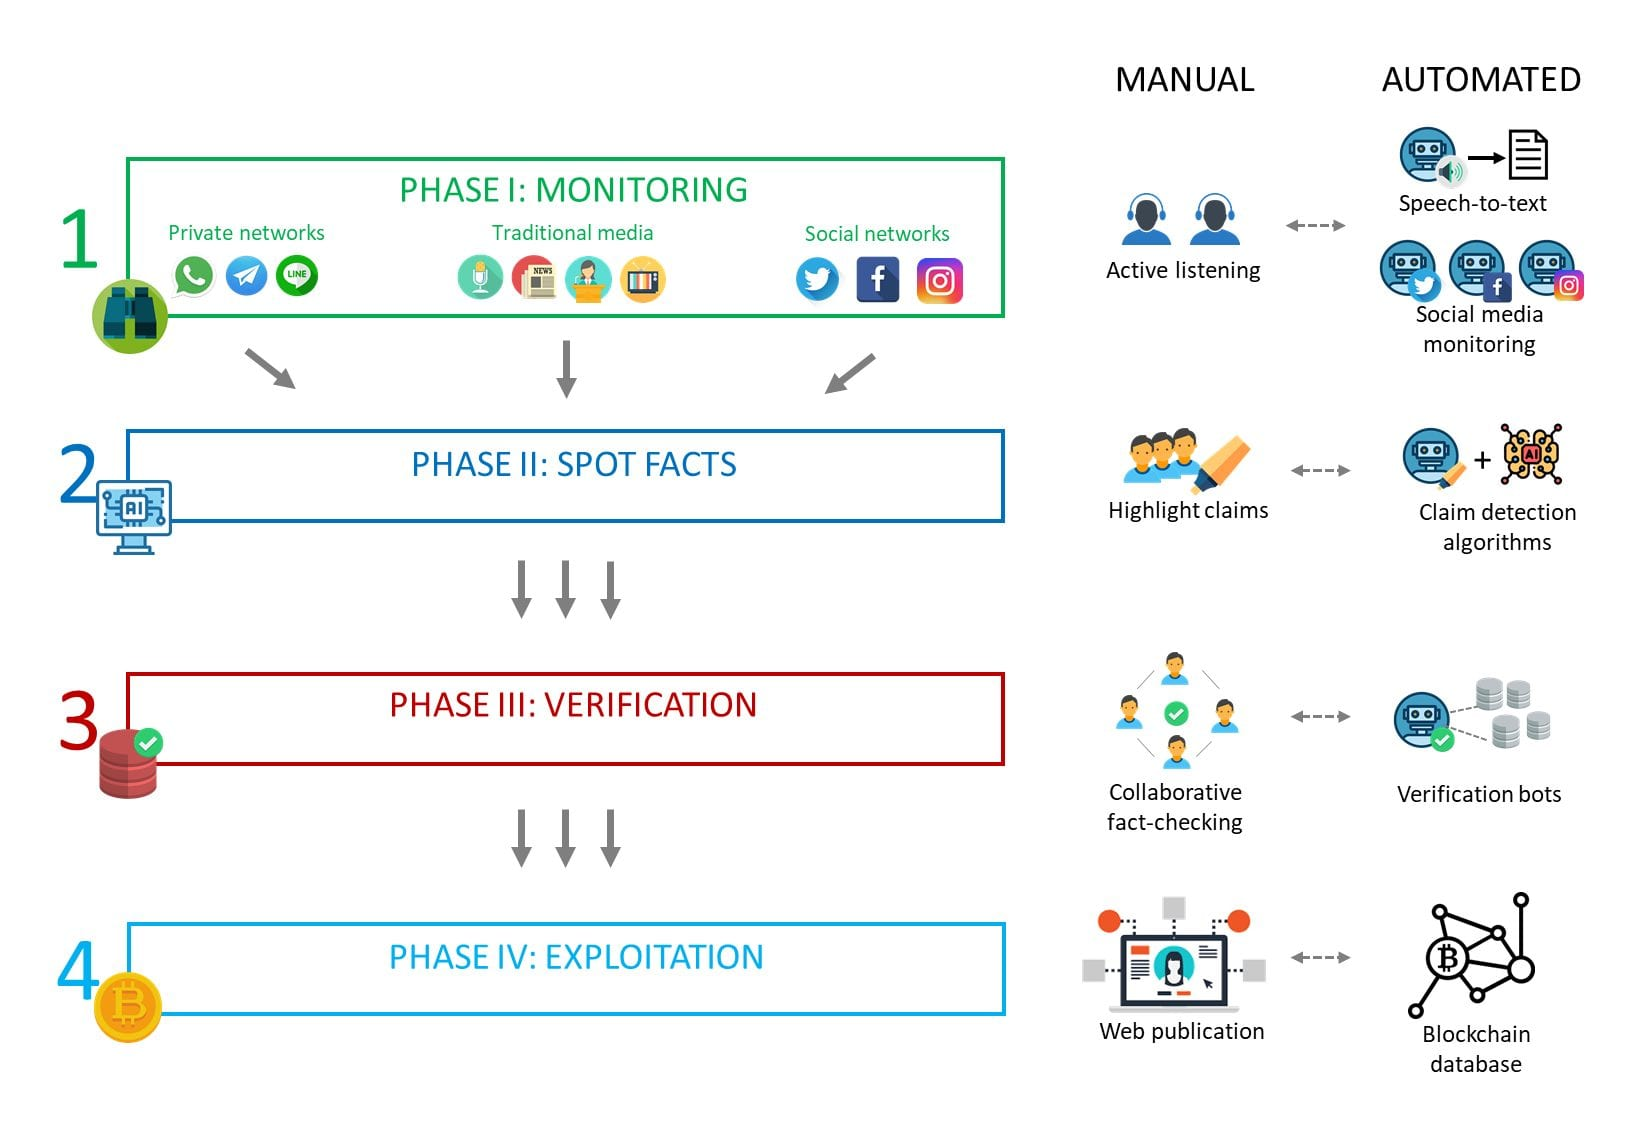 MANUAL
AUTOMATED
1
PHASE I: MONITORING
Private networks
Traditional media
Social networks
LINE
NEWS
Active listening
Speech-to-text
Social media
monitoring
2
PHASE II: SPOT FACTS
AI
Highlight claims
+
AI
Claim detection
algorithms
3
PHASE III: VERIFICATION
Collaborative
fact-checking
Verification bots
4
PHASE IV: EXPLOITATION
Web publication
Blockchain
database